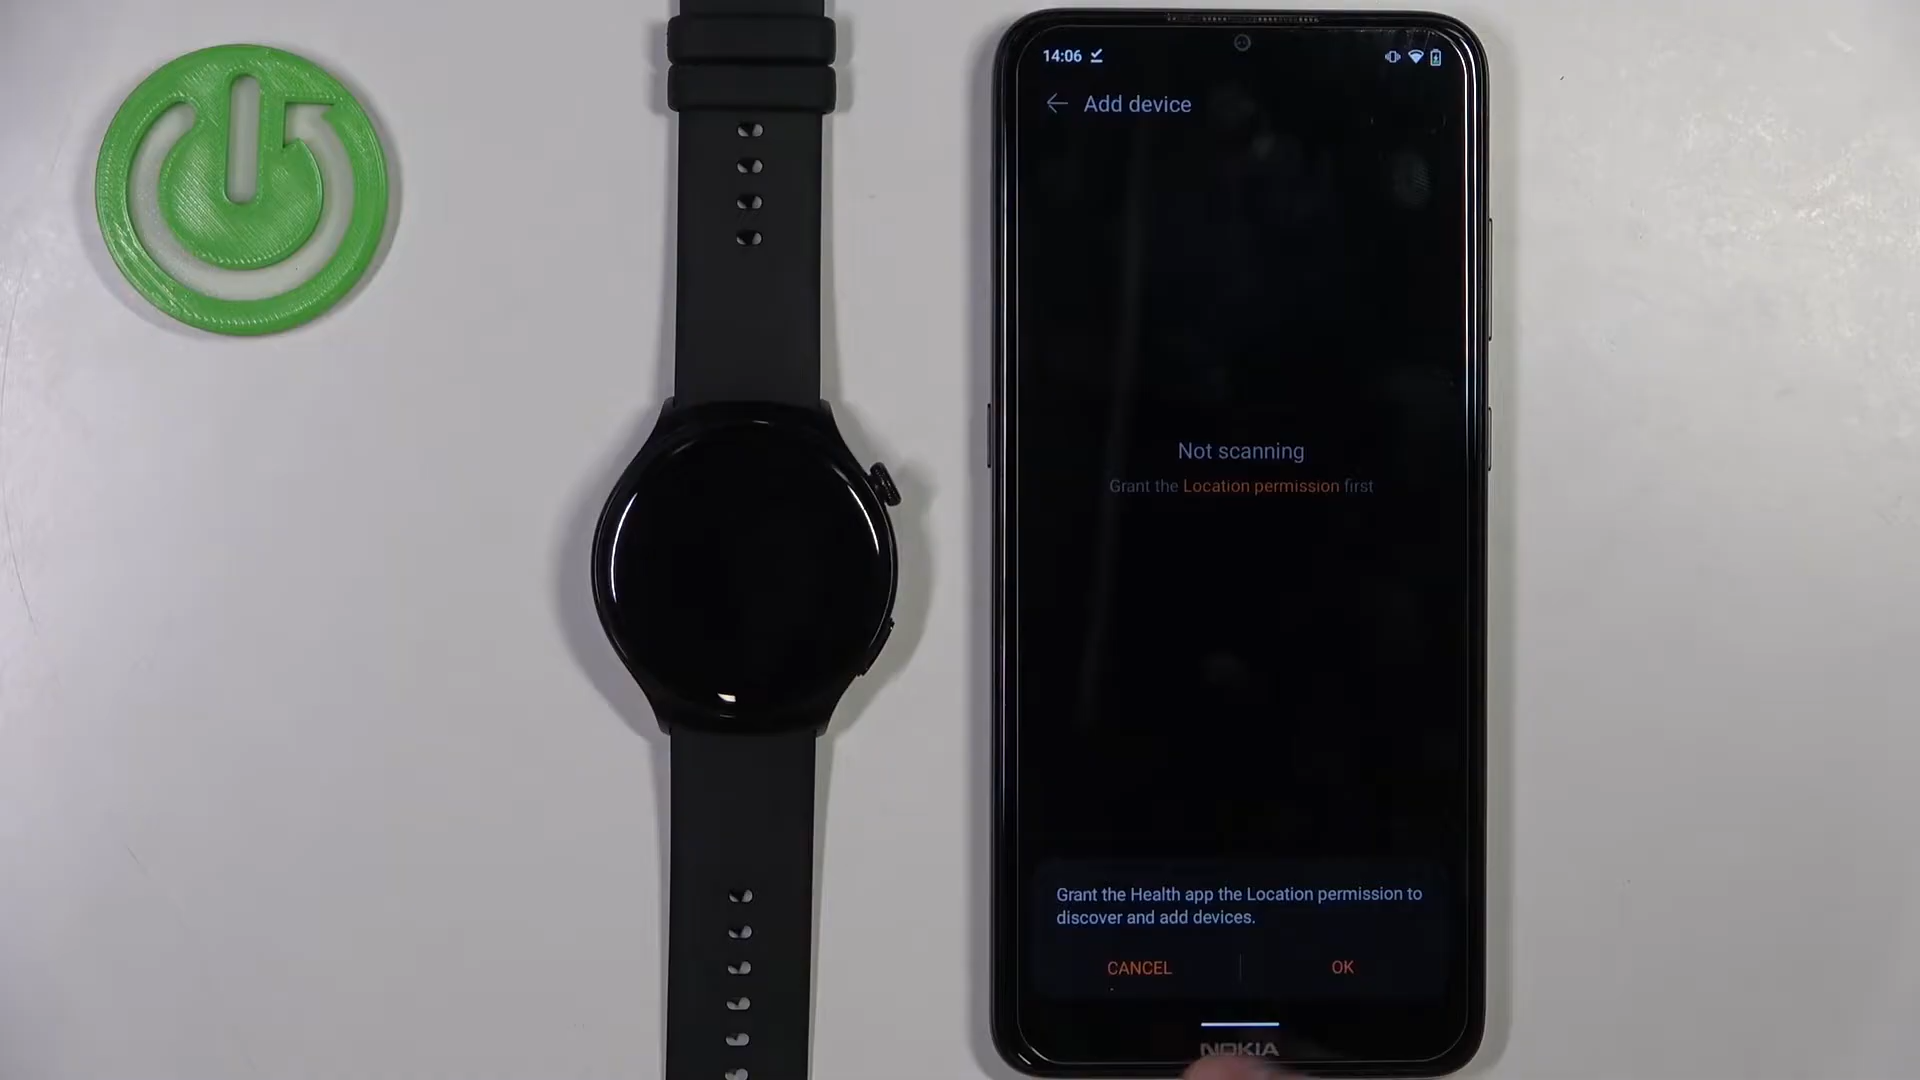 14:06
Add device
Not scanning
Grant the Location permission first
Grant the Health app the Location permission to
discover and add devices.
CANCEL
OK
NOKIA